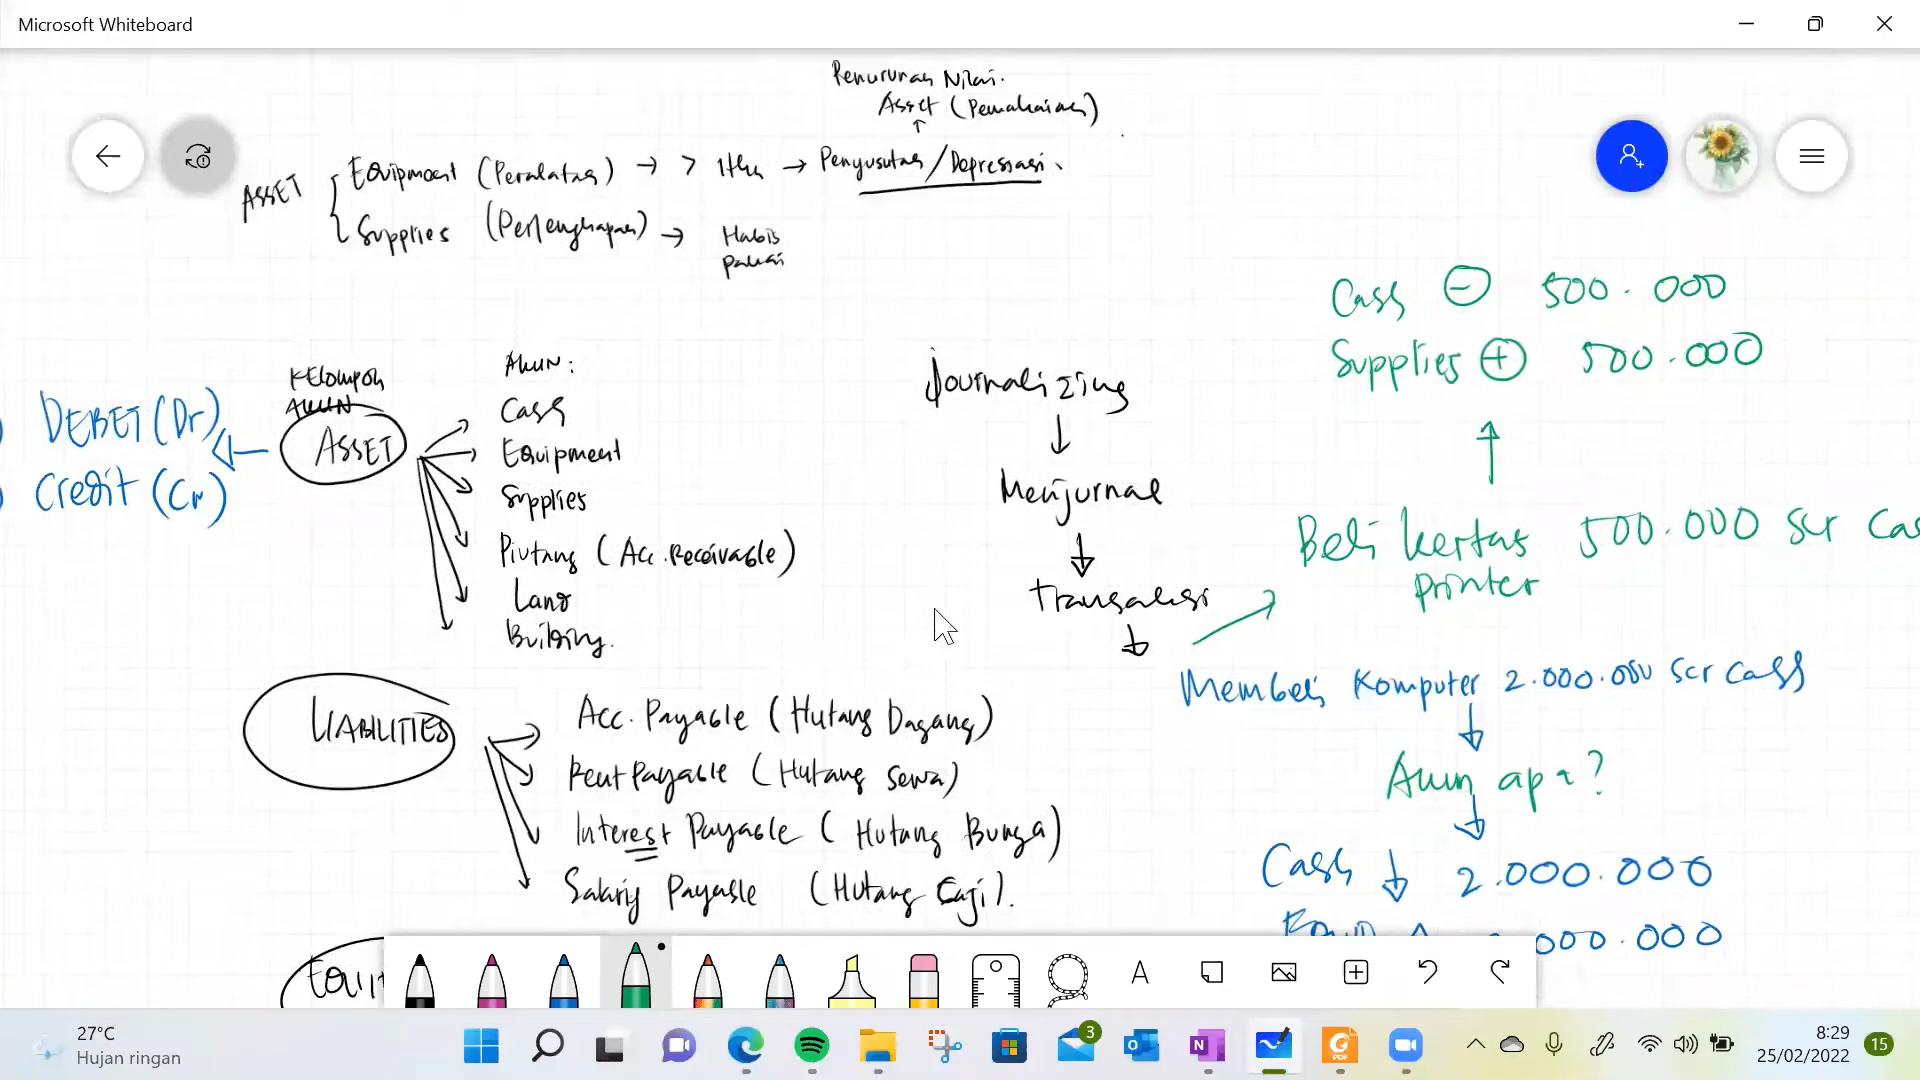 Microsoft Whiteboard
Penurunan Nilai.
Asset (Pemakaian)
ASSET
Equipment (Peralatan) → > 1thn → Penyusutan/Depresiasi.
Supplies (Perlengkapan) → Habis
pakai
Cash ⊖ 500.000
Supplies ⊕ 500.000
KELompok
AKUN
ASSET
DEBET (Dr)
Credit (Cr)
AKUN:
Cash
Equipment
Supplies
Piutang (Acc. Receivable)
Land
Building.
Journalizing
↓
Menjurnal
↓
Transaksi
↓
Beli kertas 500.000 scr Cas
printer
Membeli Komputer 2.000.000 scr cash
↓
Akun apa?
↓
Cash ↓ 2.000.000
000.000
LIABILITIES
Acc. Payable (Hutang Dagang)
Rent Payable (Hutang sewa)
Interest Payable (Hutang Bunga)
Salary Payable (Hutang Gaji).
EQUIT
A
27°C
Hujan ringan
3
8:29
25/02/2022
15